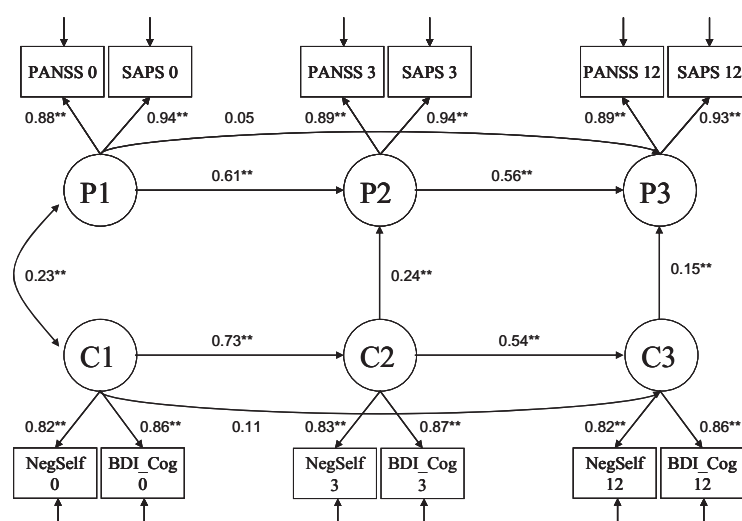 PANSS 0 SAPS 0 PANSS 3 SAPS 3 PANSS 12 SAPS 12
0.88** 0.94** 0.05 0.89** 0.94** 0.89** 0.93**
P1 0.61** P2 0.56** P3
0.23** 0.24** 0.15**
C1 0.73** C2 0.54** C3
0.82** 0.86** 0.11 0.83** 0.87** 0.82** 0.86**
NegSelf BDI_Cog NegSelf BDI_Cog NegSelf BDI_Cog
0 0 3 3 12 12